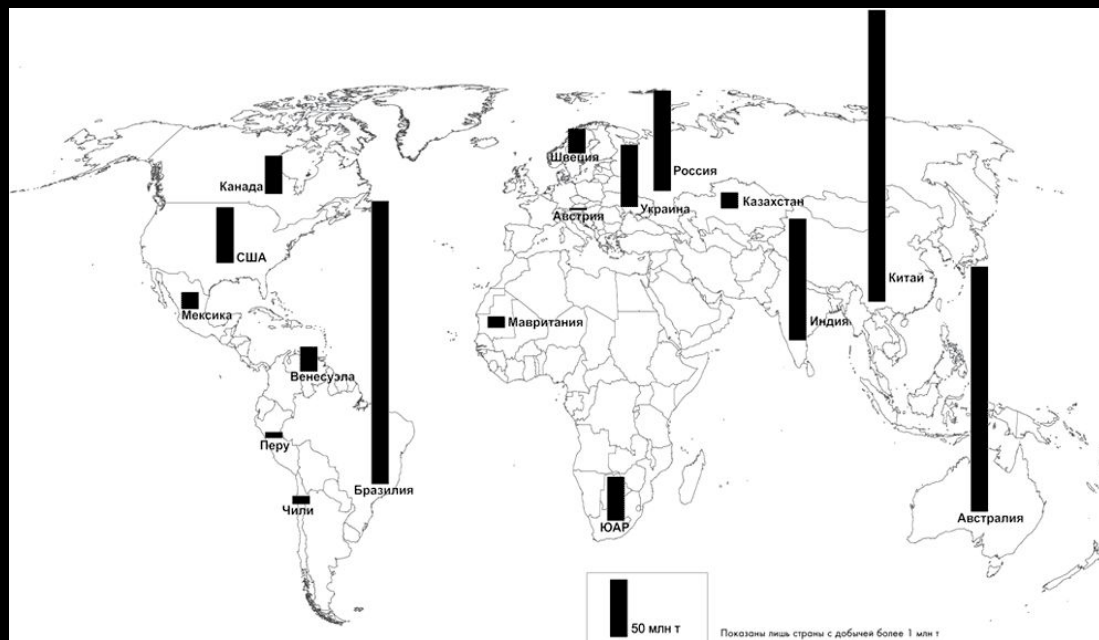 Швеция
Россия
Канада
Казахстан
Украина
Австрия
США
Китай
Мексика
Мавритания
Индия
Венесуэла
Перу
Бразилия
Чили
ЮАР
Австралия
50 млн т
Показаны лишь страны с добычей более 1 млн т